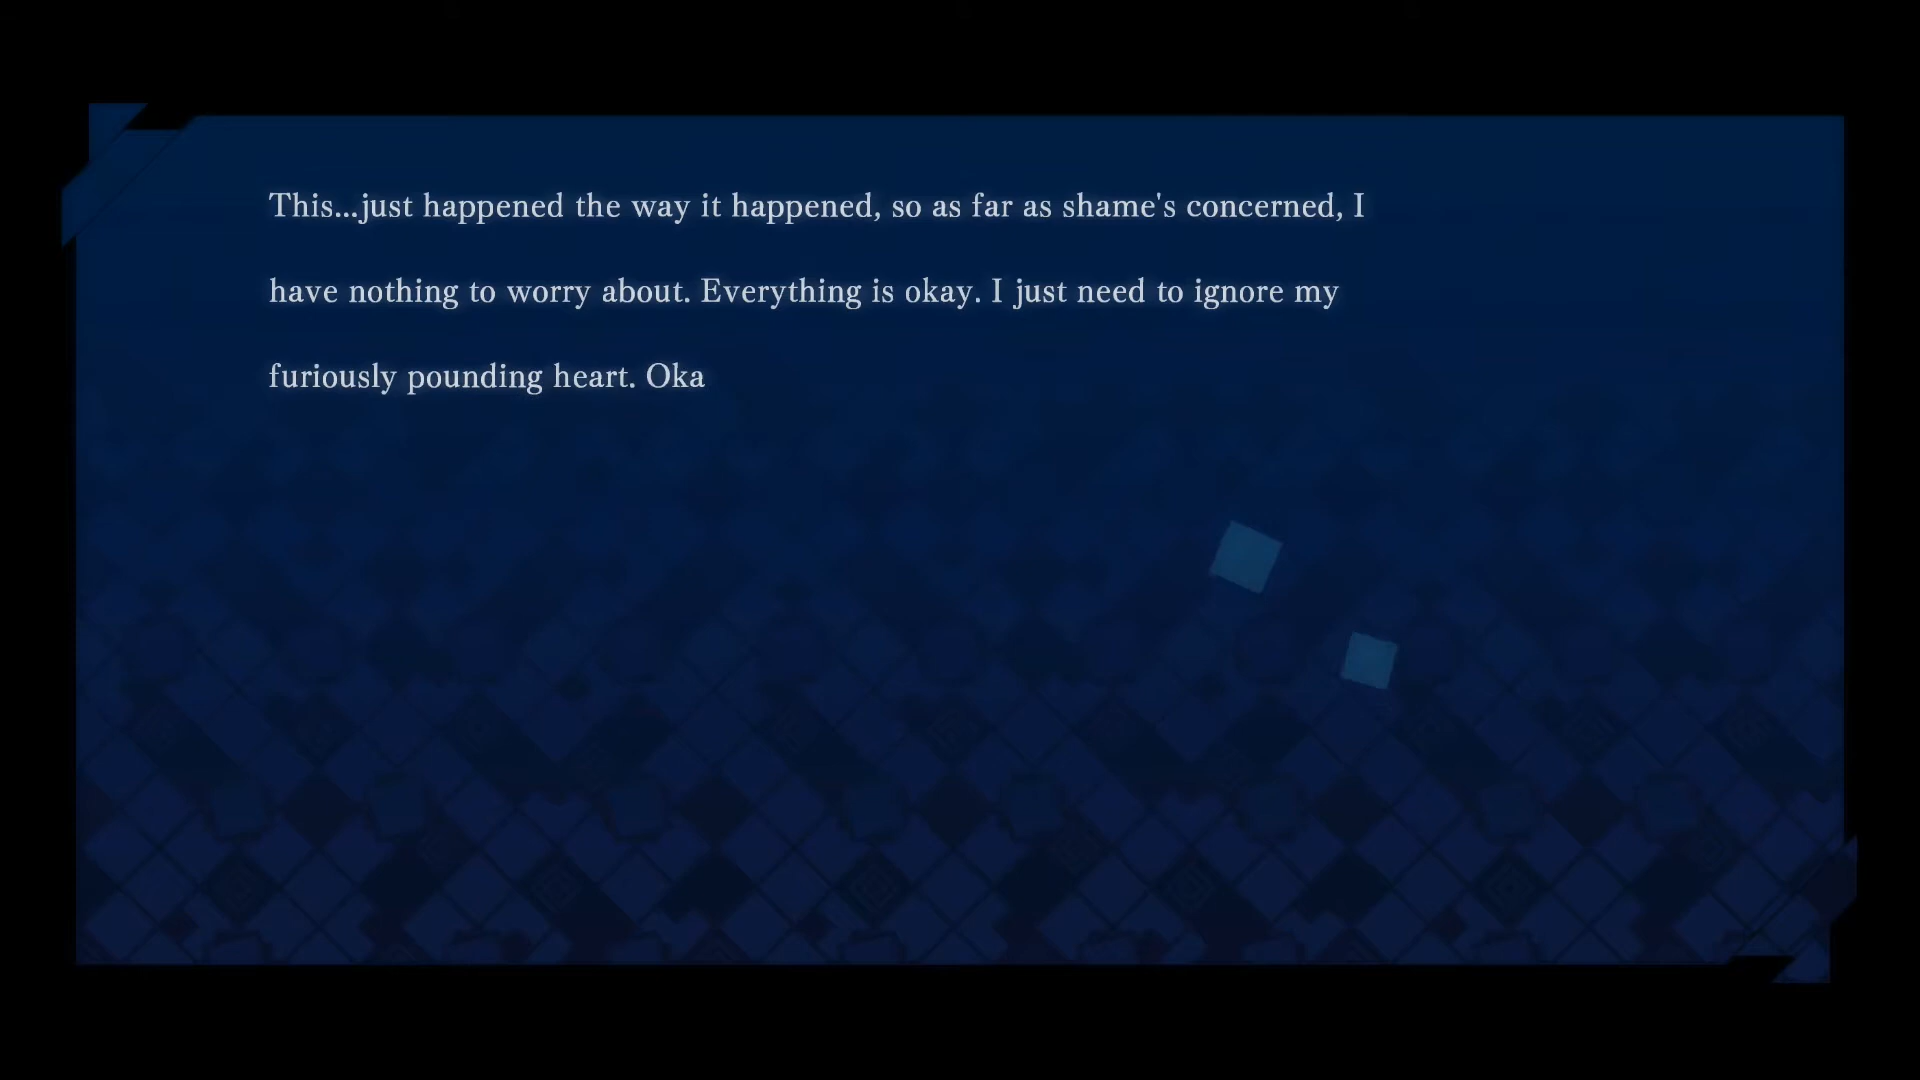 This...just happened the way it happened, so as far as shame's concerned, I
have nothing to worry about. Everything is okay. I just need to ignore my
furiously pounding heart. Oka